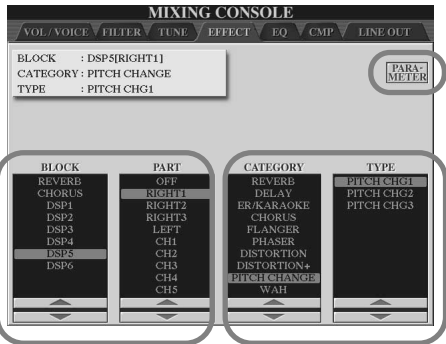 MIXING CONSOLE
VOL/VOICE FILTER TUNE EFFECT EQ CMP LINE OUT
BLOCK : DSP5[RIGHT1]
CATEGORY : PITCH CHANGE
TYPE : PITCH CHG1
PARA-
METER
BLOCK
REVERB
CHORUS
DSP1
DSP2
DSP3
DSP4
DSP5
DSP6
PART
OFF
RIGHT1
RIGHT2
RIGHT3
LEFT
CH1
CH2
CH3
CH4
CH5
CATEGORY
REVERB
DELAY
ER/KARAOKE
CHORUS
FLANGER
PHASER
DISTORTION
DISTORTION+
PITCH CHANGE
WAH
TYPE
PITCH CHG1
PITCH CHG2
PITCH CHG3